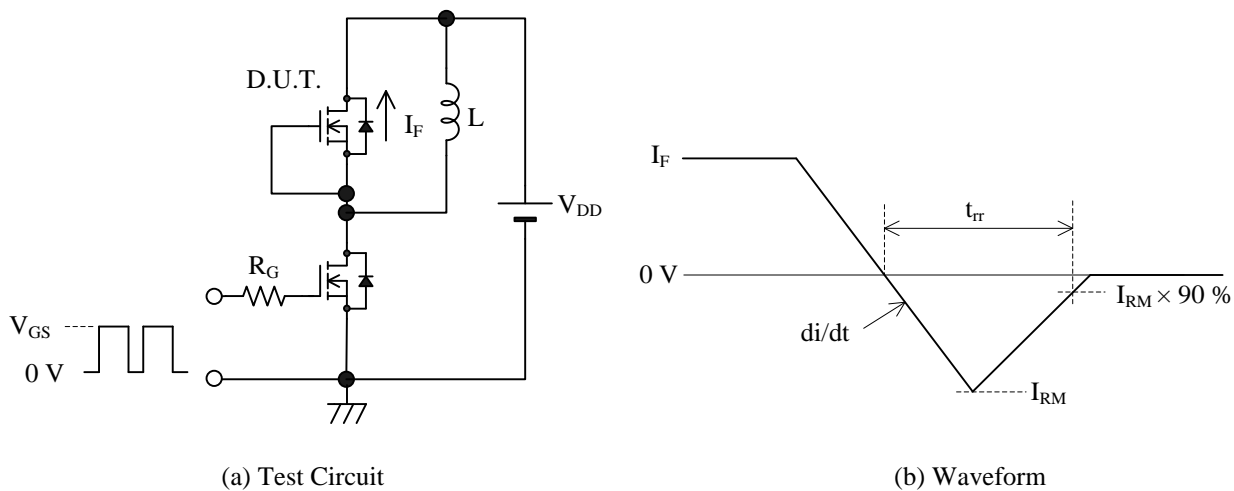 D.U.T.
I_F
L
V_DD
R_G
V_GS
0 V
(a) Test Circuit
I_F
t_rr
0 V
I_RM × 90 %
di/dt
I_RM
(b) Waveform